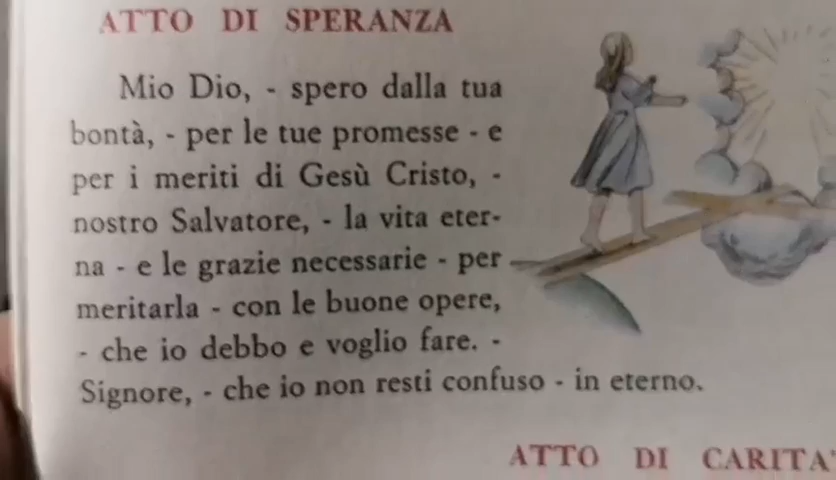 ATTO DI SPERANZA
Mio Dio, - spero dalla tua
bontà, - per le tue promesse - e
per i meriti di Gesù Cristo, -
nostro Salvatore, - la vita eter-
na - e le grazie necessarie - per
meritarla - con le buone opere,
- che io debbo e voglio fare. -
Signore, - che io non resti confuso - in eterno.
ATTO DI CARITA'